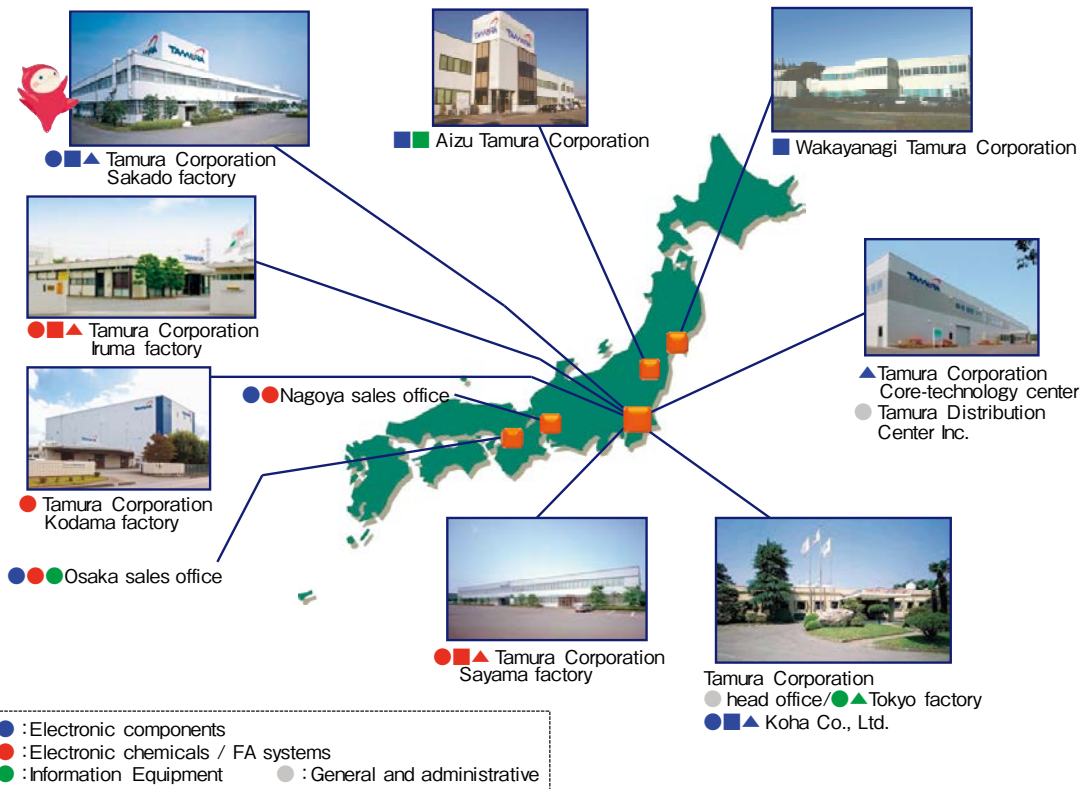 TAMURA
TAMURA
Tamura Corporation
Sakado factory
Aizu Tamura Corporation
Wakayanagi Tamura Corporation
Tamura Corporation
Iruma factory
TAMURA
Tamura Corporation
Core-technology center
Tamura Distribution
Center Inc.
Nagoya sales office
Tamura Corporation
Kodama factory
Osaka sales office
Tamura Corporation
Sayama factory
Tamura Corporation
head office/ Tokyo factory
Koha Co., Ltd.
:Electronic components
:Electronic chemicals / FA systems
:Information Equipment :General and administrative